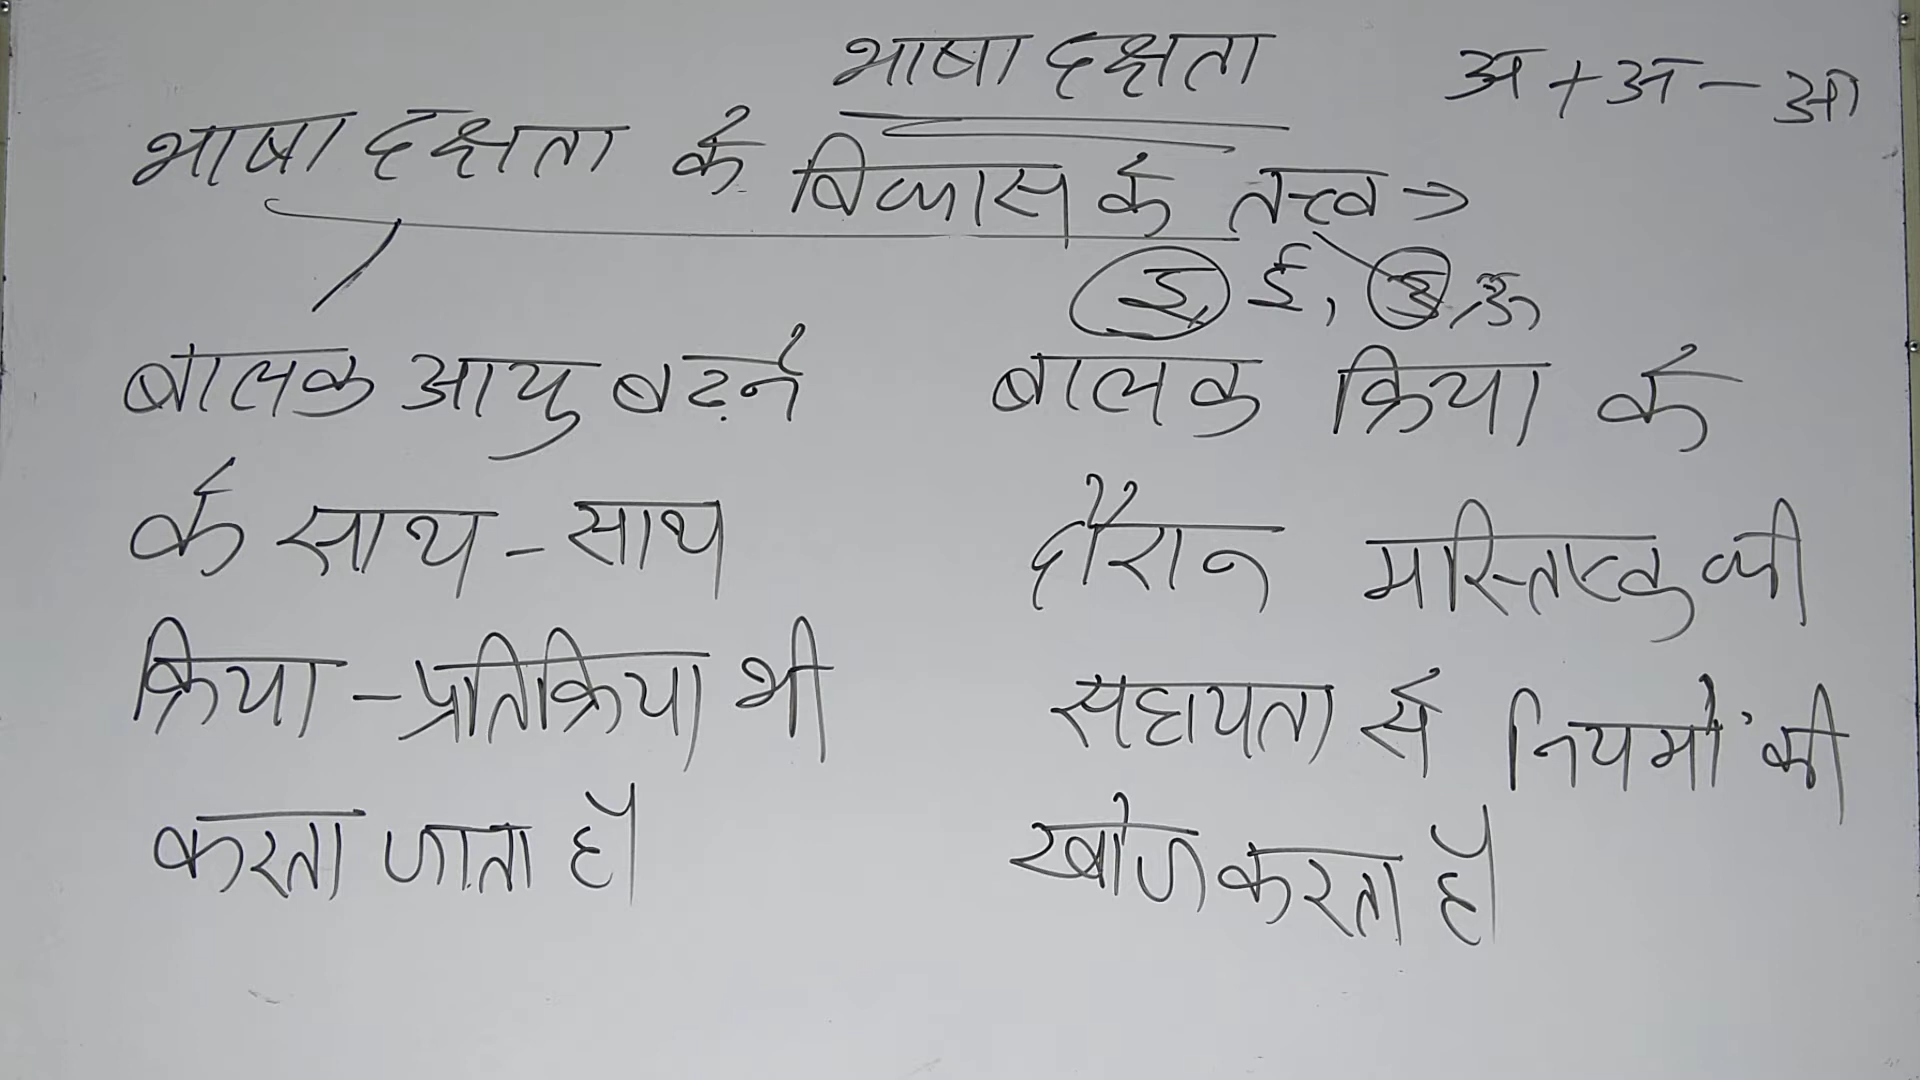 भाषा दक्षता
अ + अ - आ
भाषा दक्षता के विकास के तत्त्व →
इ, ई, उ, ऊ
बालक आयु बढ़ने
के साथ - साथ
क्रिया - प्रतिक्रिया भी
करता जाता है।
बालक क्रिया के
दौरान मस्तिष्क की
सहायता से नियमों की
खोज करता है।